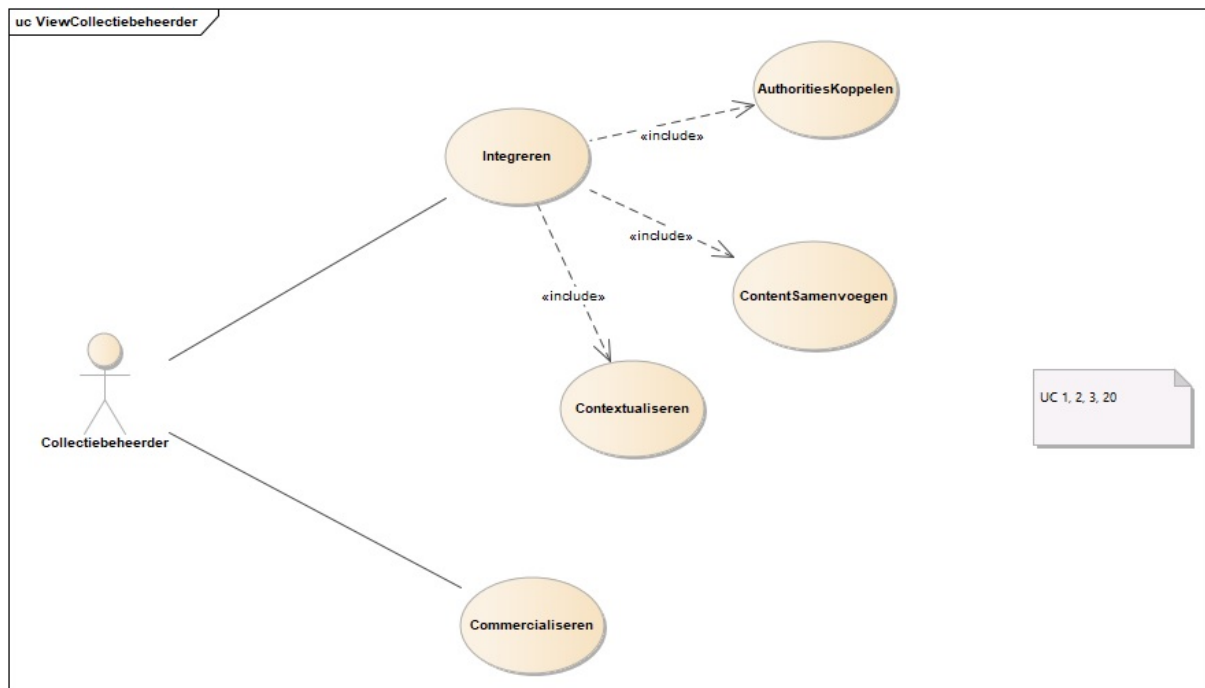 uc ViewCollectiebeheerder
AuthoritiesKoppelen
«include»
Integreren
«include»
ContentSamenvoegen
«include»
Contextualiseren
UC 1, 2, 3, 20
Collectiebeheerder
Commercialiseren